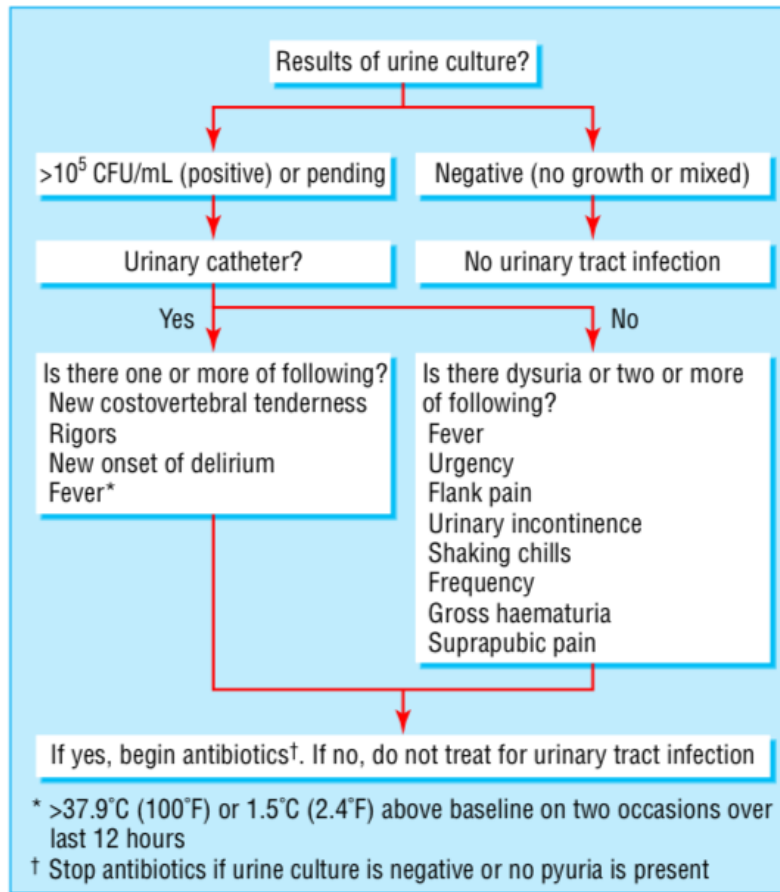 Results of urine culture?
>10⁵ CFU/mL (positive) or pending
Negative (no growth or mixed)
Urinary catheter?
No urinary tract infection
Yes
No
Is there one or more of following?
New costovertebral tenderness
Rigors
New onset of delirium
Fever*
Is there dysuria or two or more
of following?
Fever
Urgency
Flank pain
Urinary incontinence
Shaking chills
Frequency
Gross haematuria
Suprapubic pain
If yes, begin antibiotics†. If no, do not treat for urinary tract infection
* >37.9˚C (100˚F) or 1.5˚C (2.4˚F) above baseline on two occasions over
last 12 hours
† Stop antibiotics if urine culture is negative or no pyuria is present